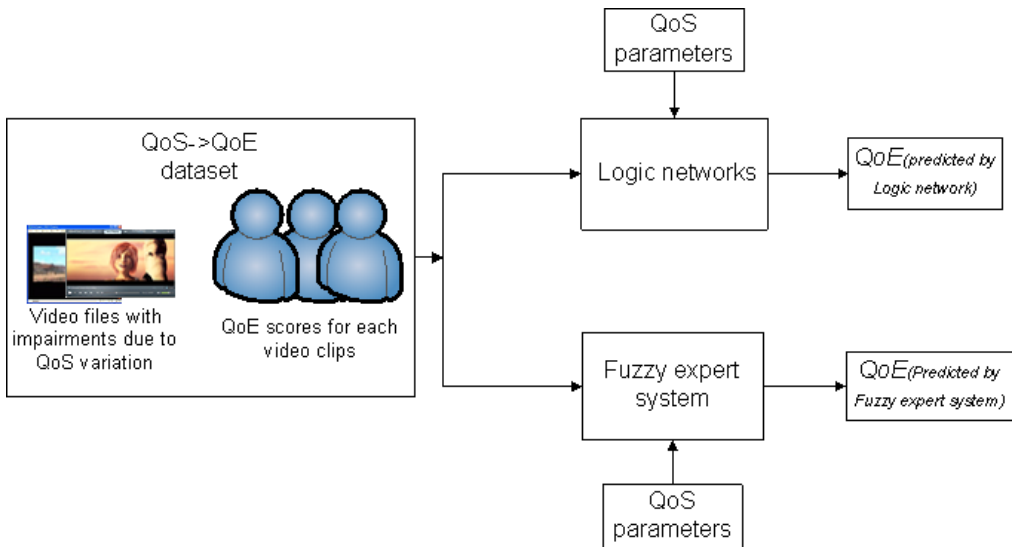 QoS->QoE
dataset
Video files with
impairments due to
QoS variation
QoE scores for each
video clips
QoS
parameters
Logic networks
QoE(predicted by
Logic network)
Fuzzy expert
system
QoE(Predicted by
Fuzzy expert system)
QoS
parameters